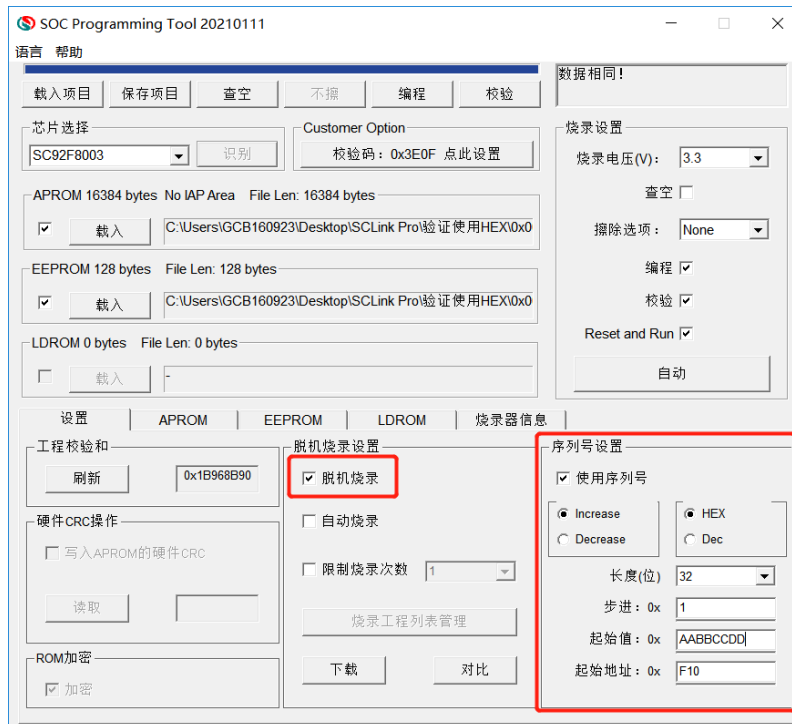 SOC Programming Tool 20210111
语言 帮助
载入项目 保存项目 查空 不擦 编程 校验
数据相同!
芯片选择
SC92F8003 识别
Customer Option
校验码：0x3E0F 点此设置
APROM 16384 bytes No IAP Area File Len: 16384 bytes
载入 C:\Users\GCB160923\Desktop\SCLink Pro\验证使用HEX\0x0
EEPROM 128 bytes File Len: 128 bytes
载入 C:\Users\GCB160923\Desktop\SCLink Pro\验证使用HEX\0x0
LDROM 0 bytes File Len: 0 bytes
载入 -
烧录设置
烧录电压(V)： 3.3
查空
擦除选项： None
编程
校验
Reset and Run
自动
设置 APROM EEPROM LDROM 烧录器信息
工程校验和
刷新 0x1B968B90
硬件CRC操作
写入APROM的硬件CRC
读取
ROM加密
加密
脱机烧录设置
脱机烧录
自动烧录
限制烧录次数 1
烧录工程列表管理
下载 对比
序列号设置
使用序列号
Increase HEX
Decrease Dec
长度(位) 32
步进：0x 1
起始值：0x AABBCCDD
起始地址：0x F10